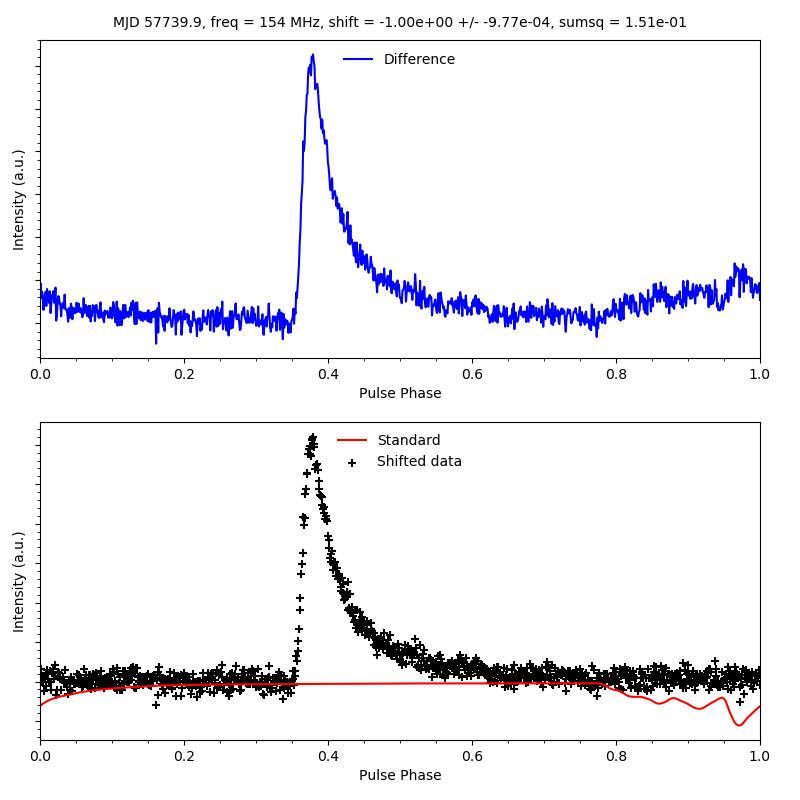 MJD 57739.9, freq = 154 MHz, shift = -1.00e+00 +/- -9.77e-04, sumsq = 1.51e-01
Difference
Intensity (a.u.)
0.0 0.2 0.4 0.6 0.8 1.0
Pulse Phase
Standard
Shifted data
Intensity (a.u.)
0.0 0.2 0.4 0.6 0.8 1.0
Pulse Phase